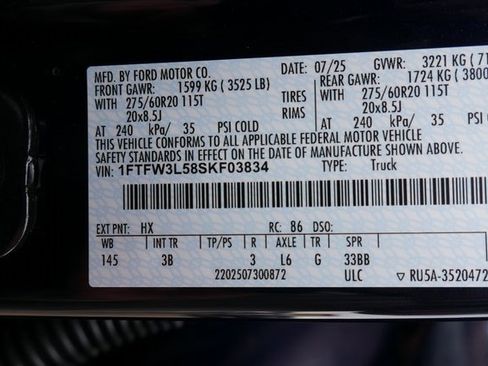 MFD. BY FORD MOTOR CO. DATE: 07/25 GVWR: 3221 KG (71
FRONT GAWR: 1599 KG (3525 LB) REAR GAWR: 1724 KG (3800
WITH WITH
275/60R20 115T TIRES 275/60R20 115T
20x8.5J RIMS 20x8.5J
AT 240 kPa/ 35 PSI COLD AT 240 kPa/ 35 PSI COLD
THIS VEHICLE CONFORMS TO ALL APPLICABLE FEDERAL MOTOR VEHICLE
SAFETY STANDARDS IN EFFECT ON THE DATE OF MANUFACTURE SHOWN ABOVE.
VIN: 1FTFW3L58SKF03834 TYPE: Truck
EXT PNT: HX RC: 86 DSO:
WB INT TR TP/PS R AXLE TR SPR
145 3B 3 L6 G 33BB
2202507300872 ULC ▽ RU5A-3520472